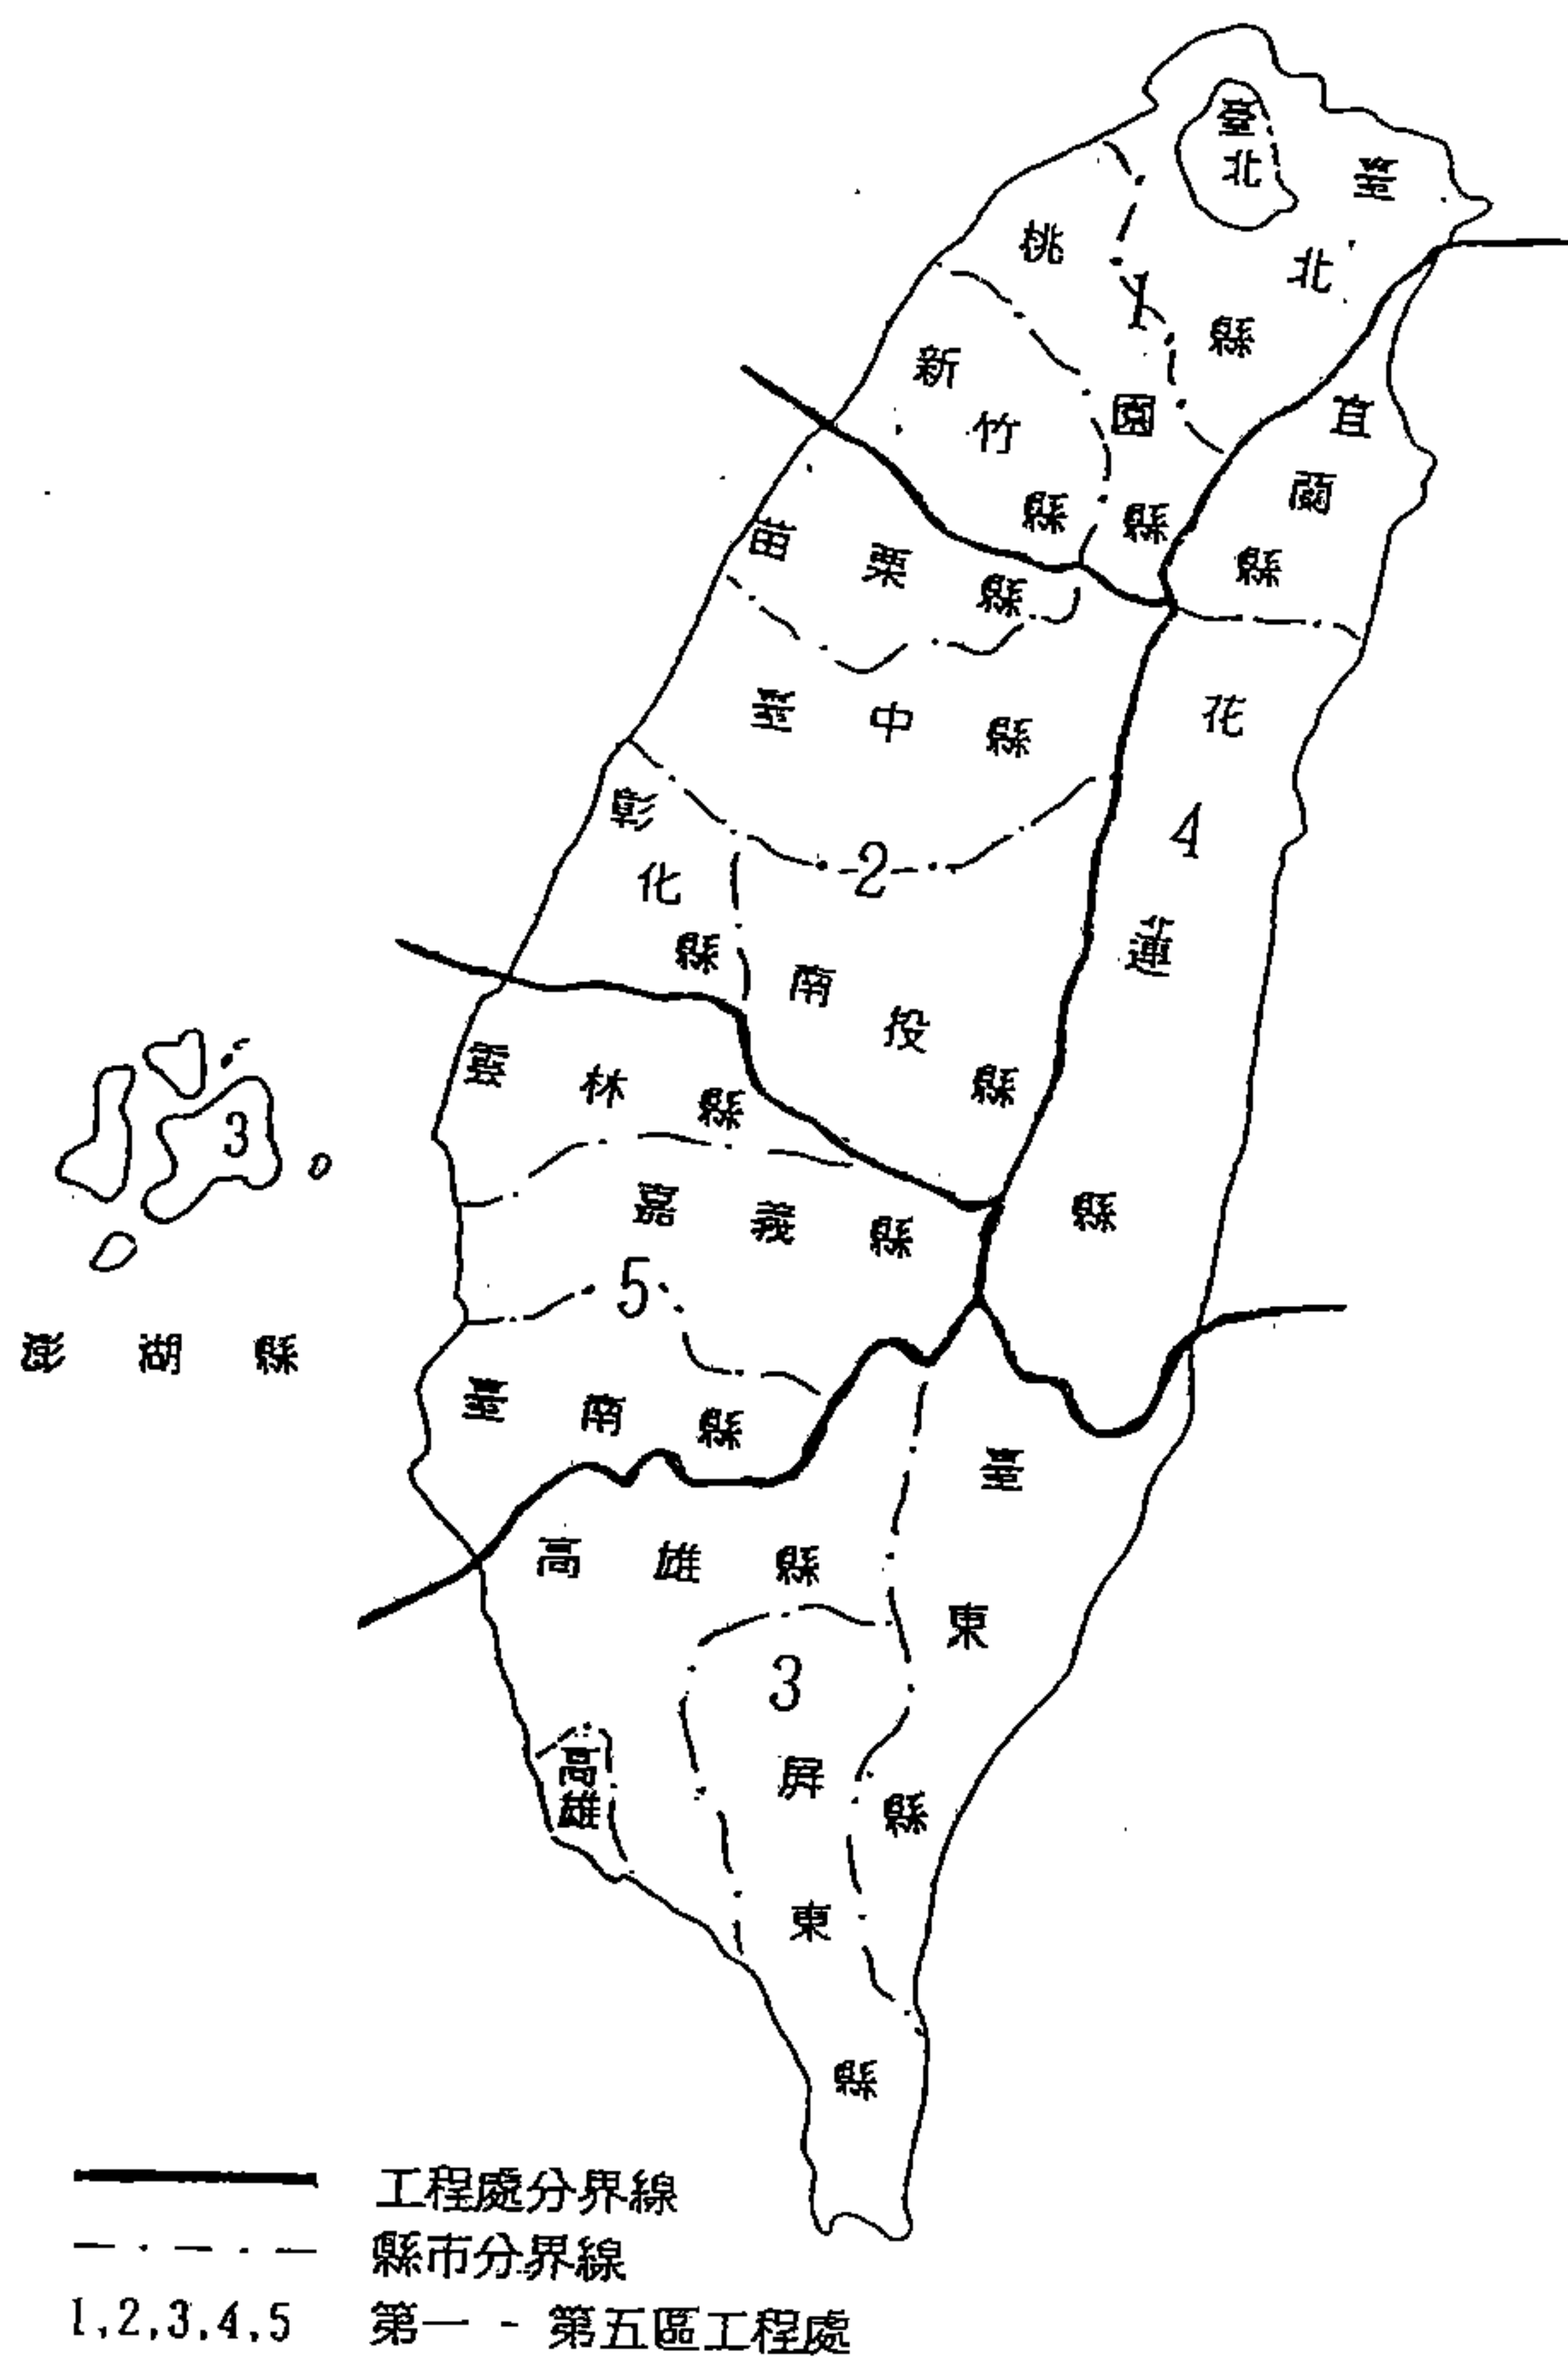 臺北
臺北縣
桃園縣
1
新竹縣
宜蘭縣
苗栗縣
臺中縣
花蓮縣
4
彰化縣
2
南投縣
雲林縣
3
澎湖縣
嘉義縣
5
臺南縣
臺東縣
高雄縣
3
高雄
屏東縣
工程處分界線
縣市分界線
1,2,3,4,5 第一 - 第五區工程處